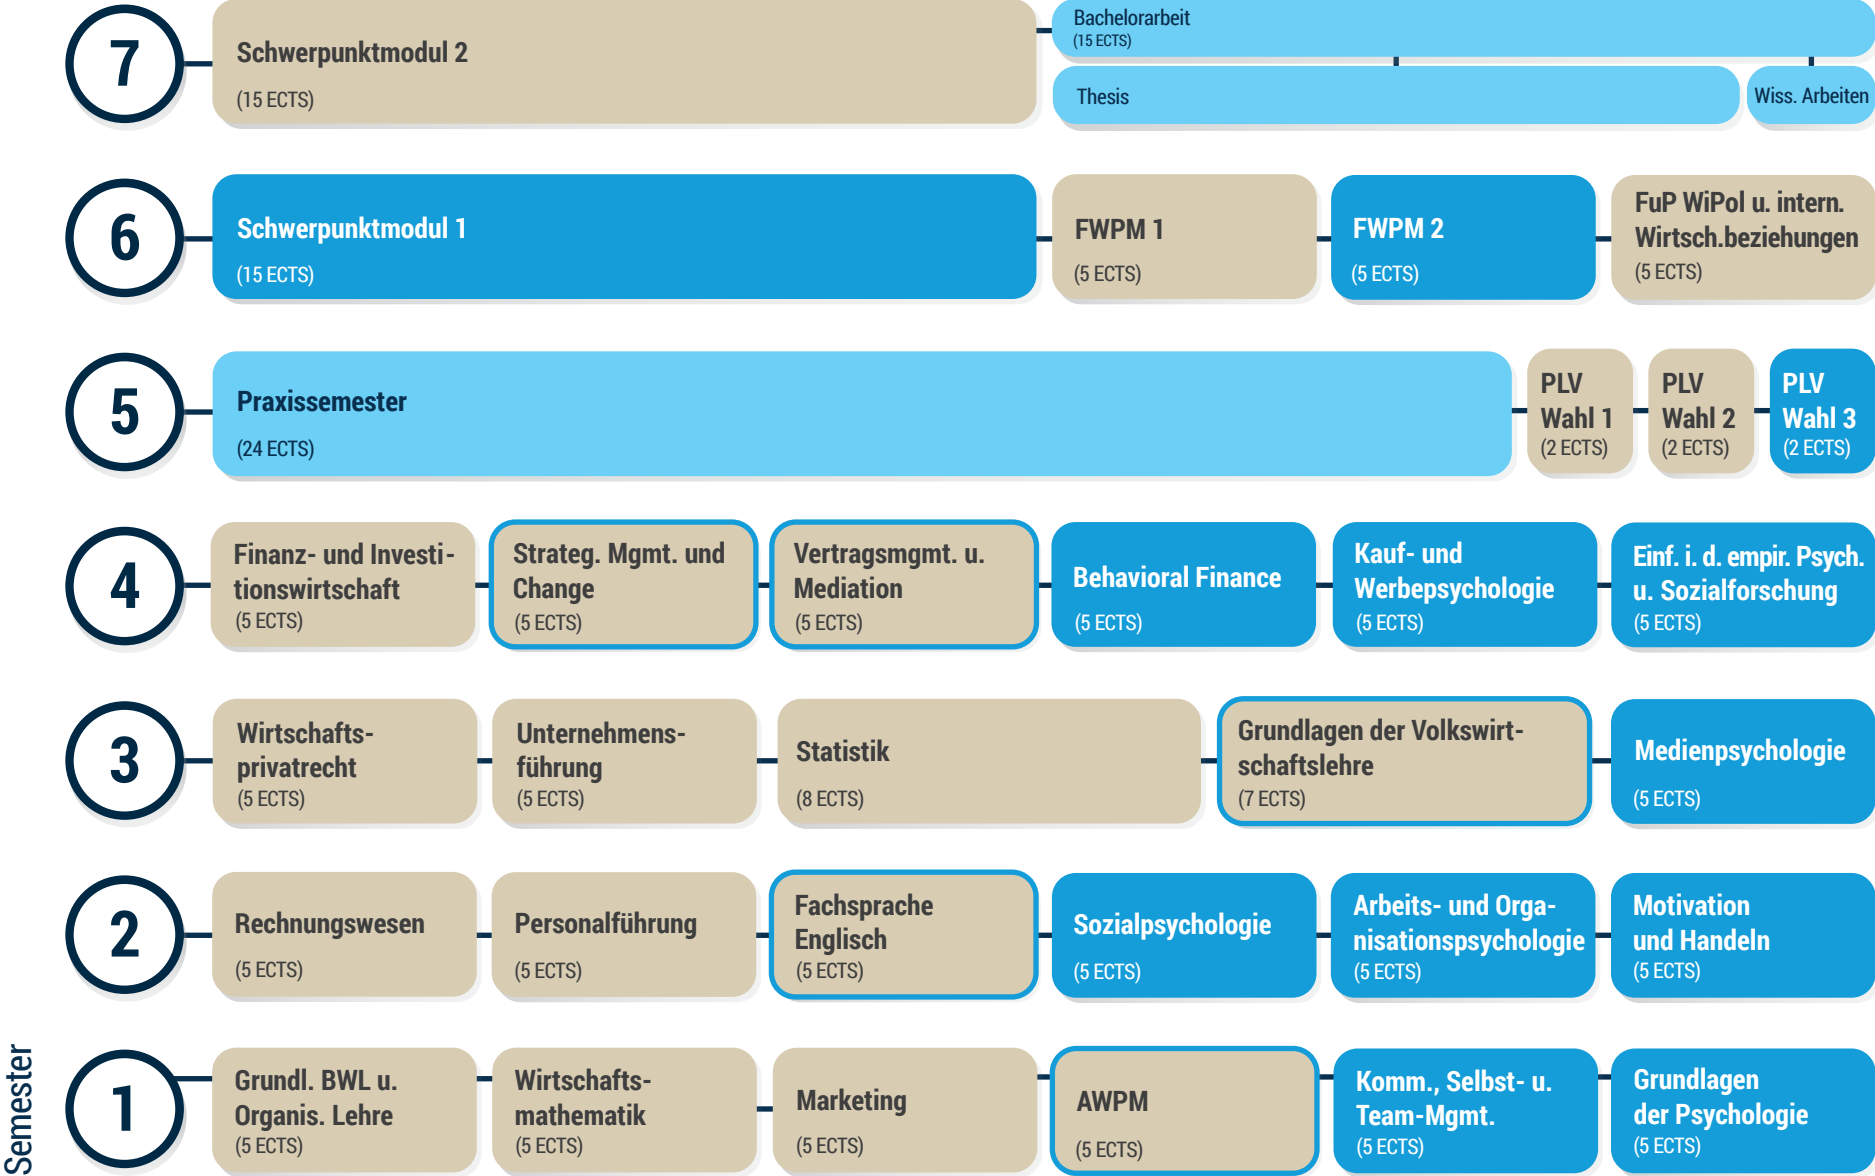 7
Schwerpunktmodul 2
(15 ECTS)
Bachelorarbeit
(15 ECTS)
Thesis
Wiss. Arbeiten
6
Schwerpunktmodul 1
(15 ECTS)
FWPM 1
(5 ECTS)
FWPM 2
(5 ECTS)
FuP WiPol u. intern.
Wirtsch.beziehungen
(5 ECTS)
5
Praxissemester
(24 ECTS)
PLV
Wahl 1
(2 ECTS)
PLV
Wahl 2
(2 ECTS)
PLV
Wahl 3
(2 ECTS)
4
Finanz- und Investi-
tionswirtschaft
(5 ECTS)
Strateg. Mgmt. und
Change
(5 ECTS)
Vertragsmgmt. u.
Mediation
(5 ECTS)
Behavioral Finance
(5 ECTS)
Kauf- und
Werbepsychologie
(5 ECTS)
Einf. i. d. empir. Psych.
u. Sozialforschung
(5 ECTS)
3
Wirtschafts-
privatrecht
(5 ECTS)
Unternehmens-
führung
(5 ECTS)
Statistik
(8 ECTS)
Grundlagen der Volkswirt-
schaftslehre
(7 ECTS)
Medienpsychologie
(5 ECTS)
2
Rechnungswesen
(5 ECTS)
Personalführung
(5 ECTS)
Fachsprache
Englisch
(5 ECTS)
Sozialpsychologie
(5 ECTS)
Arbeits- und Orga-
nisationspsychologie
(5 ECTS)
Motivation
und Handeln
(5 ECTS)
Semester
1
Grundl. BWL u.
Organis. Lehre
(5 ECTS)
Wirtschafts-
mathematik
(5 ECTS)
Marketing
(5 ECTS)
AWPM
(5 ECTS)
Komm., Selbst- u.
Team-Mgmt.
(5 ECTS)
Grundlagen
der Psychologie
(5 ECTS)